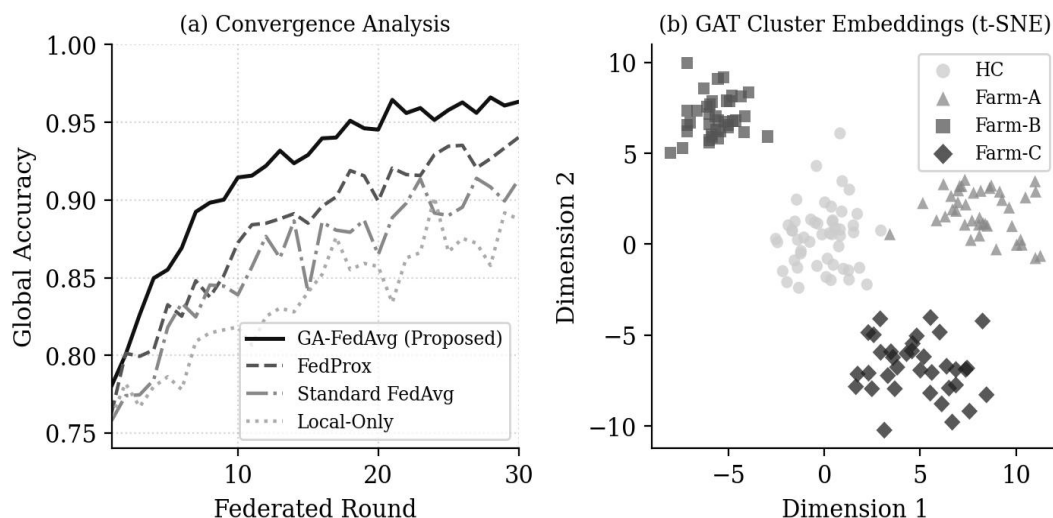 (a) Convergence Analysis
1.00
0.95
0.90
0.85
0.80
0.75
Global Accuracy
10
20
30
Federated Round
GA-FedAvg (Proposed)
FedProx
Standard FedAvg
Local-Only
(b) GAT Cluster Embeddings (t-SNE)
10
5
0
−5
−10
Dimension 2
−5
0
5
10
Dimension 1
HC
Farm-A
Farm-B
Farm-C